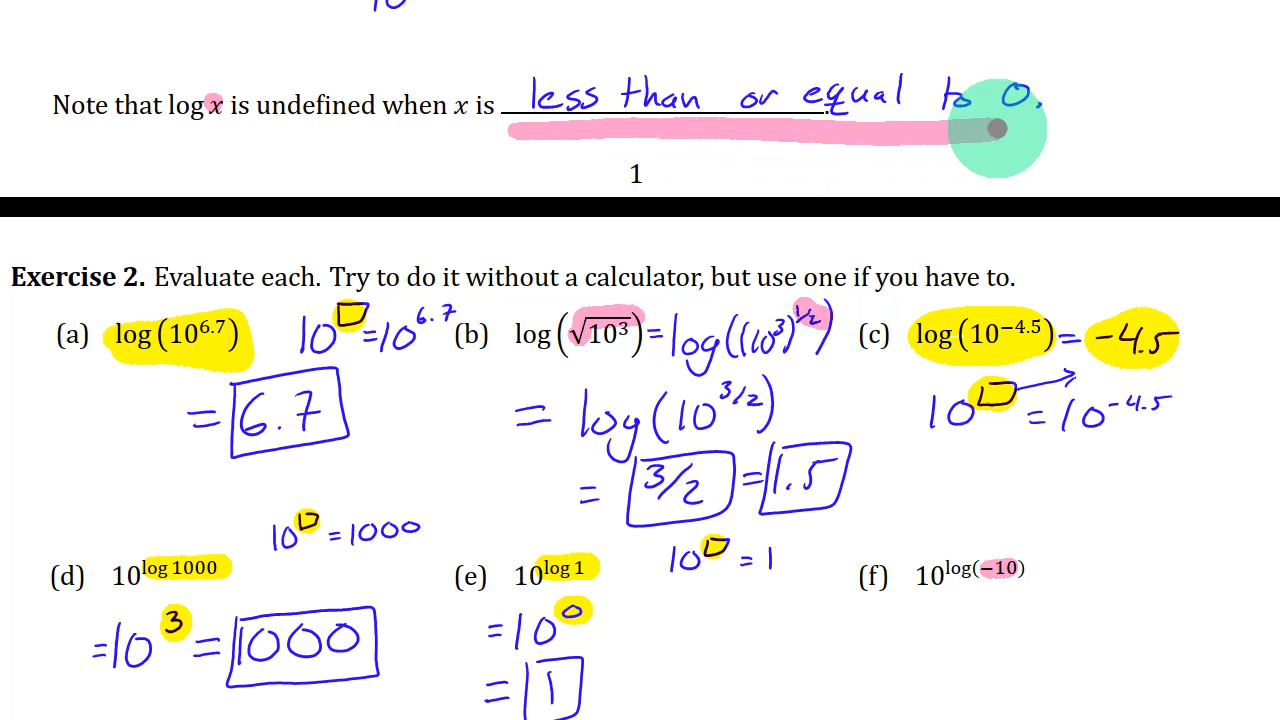 10
Note that log x is undefined when x is less than or equal to 0.
1
Exercise 2. Evaluate each. Try to do it without a calculator, but use one if you have to.
(a) log (10^6.7) 10^□ = 10^6.7
= 6.7
(b) log (√10^3) = log((10^3)^1/2)
= log(10^3/2)
= 3/2 = 1.5
(c) log (10^−4.5) = -4.5
10^□ = 10^-4.5
10^□ = 1000
(d) 10^log 1000
= 10^3 = 1000
10^□ = 1
(e) 10^log 1
= 10^0
= 1
(f) 10^log(−10)